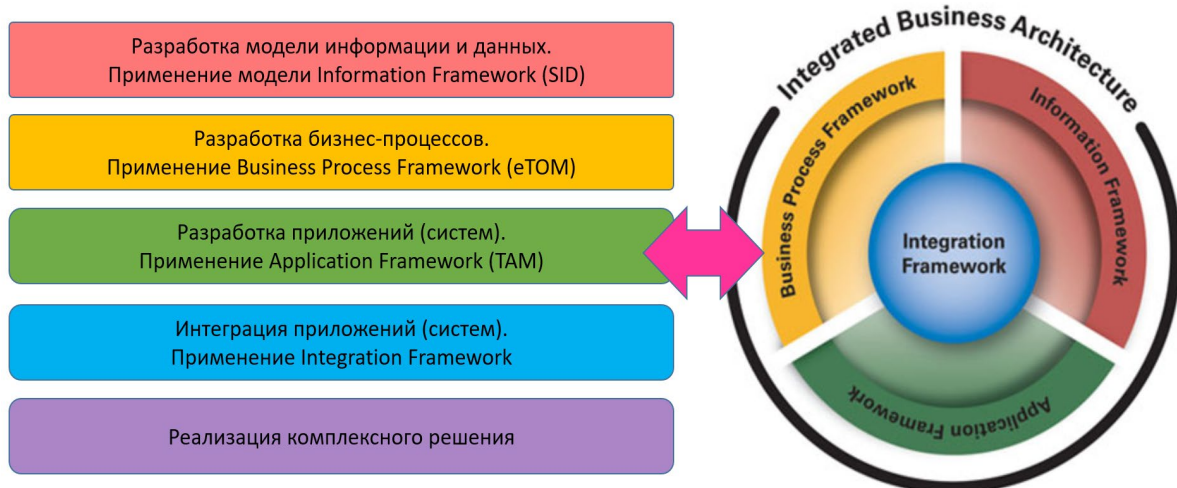 Разработка модели информации и данных.
Применение модели Information Framework (SID)
Разработка бизнес-процессов.
Применение Business Process Framework (eTOM)
Разработка приложений (систем).
Применение Application Framework (TAM)
Интеграция приложений (систем).
Применение Integration Framework
Реализация комплексного решения
Integrated Business Architecture
Business Process Framework
Information Framework
Integration
Framework
Application Framework